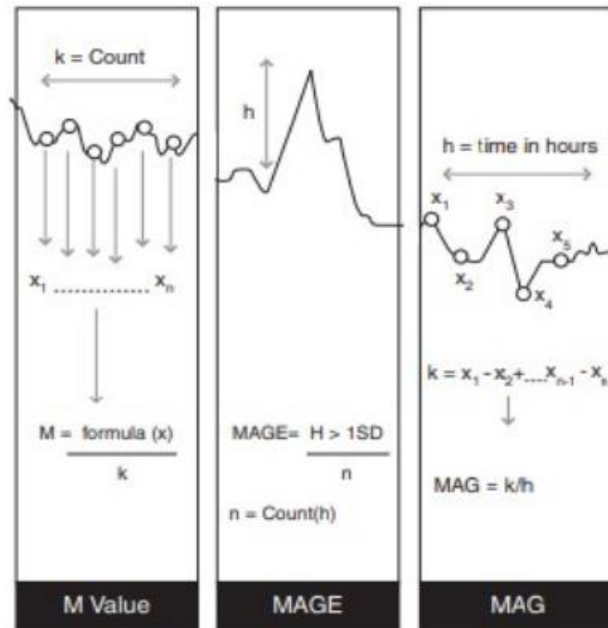 k = Count
x1 ............... xn
M = formula (x)
k
M Value
h
MAGE= H > 1SD
n
n = Count(h)
MAGE
h = time in hours
x1
x3
x5
x2
x4
k = x1 - x2+....xn-1 - xn
MAG = k/h
MAG